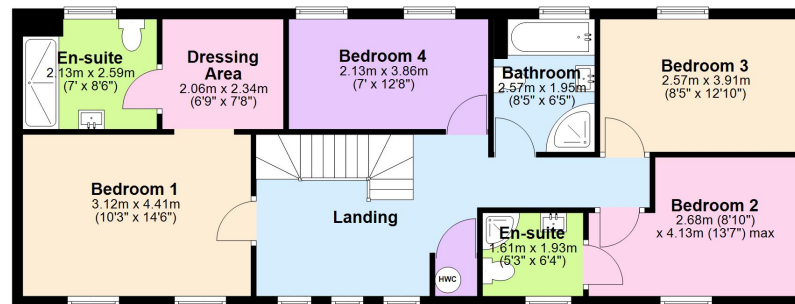 En-suite
2.13m x 2.59m
(7' x 8'6")
Dressing
Area
2.06m x 2.34m
(6'9" x 7'8")
Bedroom 4
2.13m x 3.86m
(7' x 12'8")
Bathroom
2.57m x 1.95m
(8'5" x 6'5")
Bedroom 3
2.57m x 3.91m
(8'5" x 12'10")
Bedroom 1
3.12m x 4.41m
(10'3" x 14'6")
Landing
HWC
En-suite
1.61m x 1.93m
(5'3" x 6'4")
Bedroom 2
2.68m (8'10")
x 4.13m (13'7") max